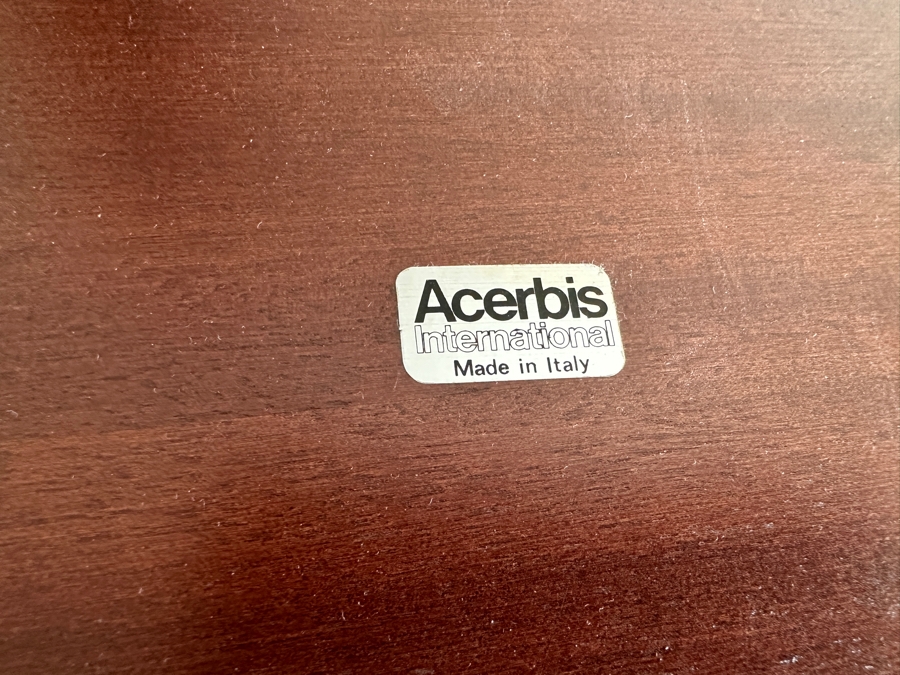 Acerbis
International
Made in Italy